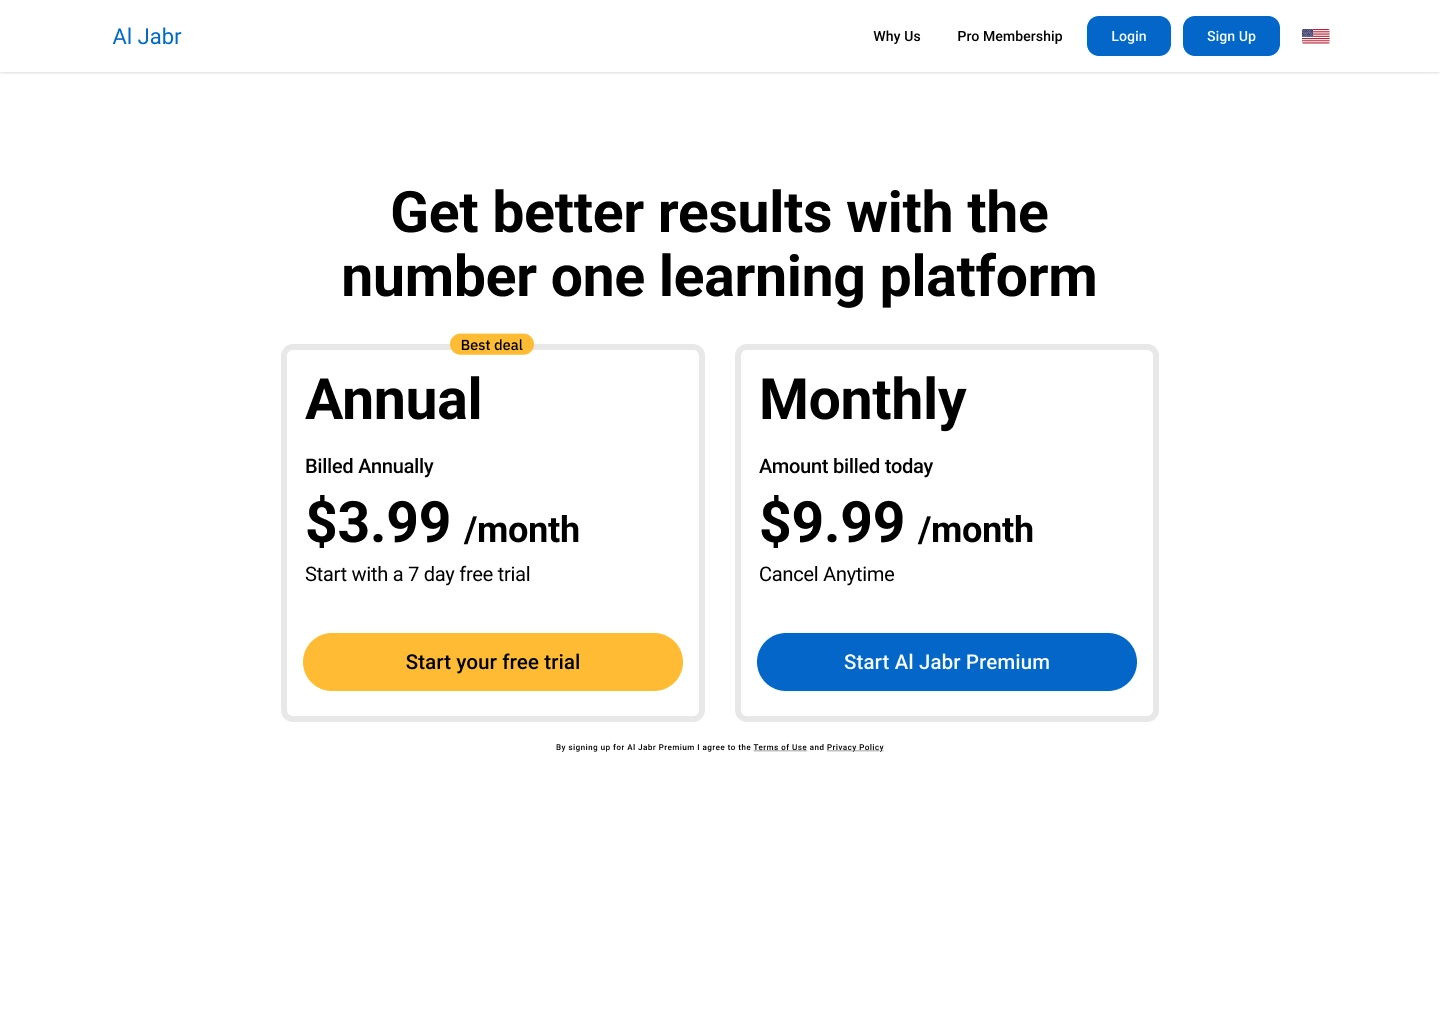 Al Jabr
Why Us
Pro Membership
Login
Sign Up
Get better results with the
number one learning platform
Best deal
Annual
Billed Annually
$3.99 /month
Start with a 7 day free trial
Start your free trial
Monthly
Amount billed today
$9.99 /month
Cancel Anytime
Start Al Jabr Premium
By signing up for Al Jabr Premium I agree to the Terms of Use and Privacy Policy